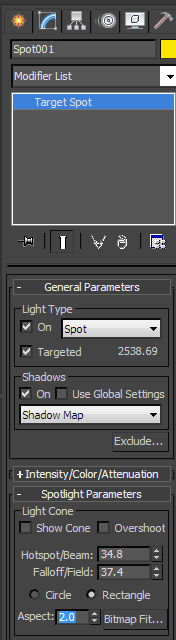 Spot001
Modifier List
Target Spot
- General Parameters
Light Type
On Spot
Targeted 2538.69
Shadows
On Use Global Settings
Shadow Map
Exclude...
+ Intensity/Color/Attenuation
- Spotlight Parameters
Light Cone
Show Cone Overshoot
Hotspot/Beam: 34.8
Falloff/Field: 37.4
Circle Rectangle
Aspect: 2.0 Bitmap Fit...